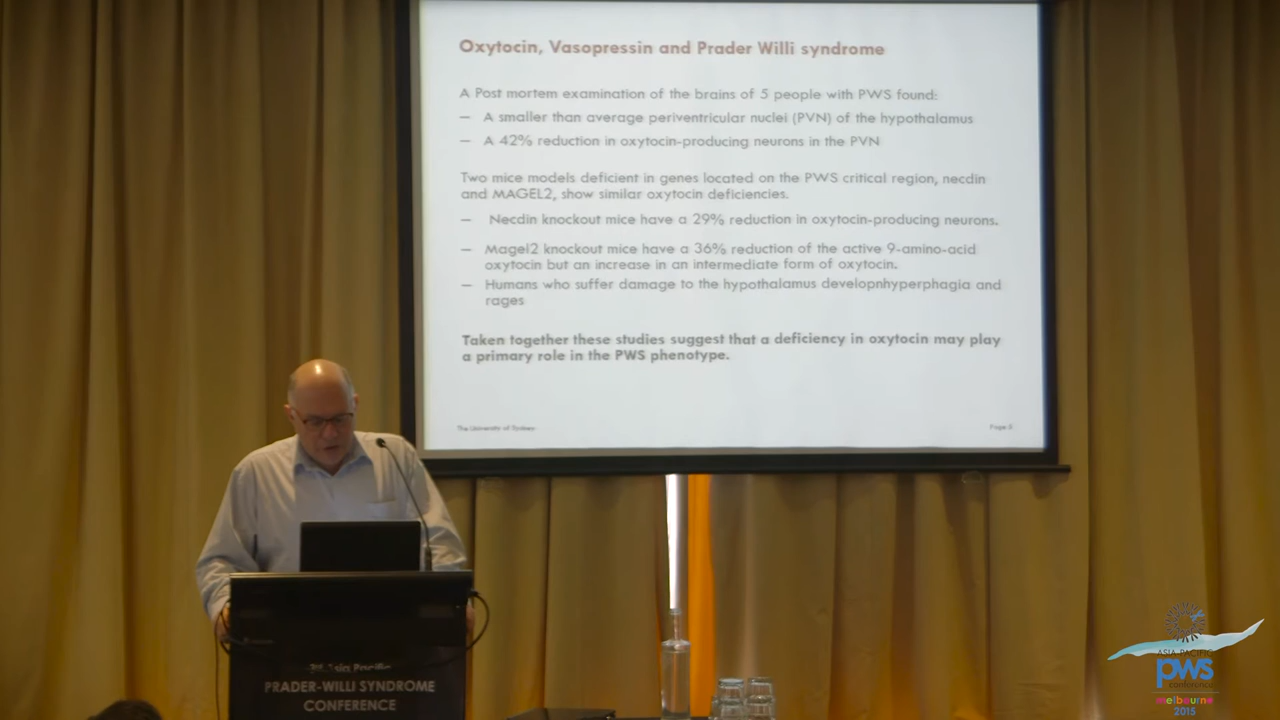 Oxytocin, Vasopressin and Prader Willi syndrome
A Post mortem examination of the brains of 5 people with PWS found:
– A smaller than average periventricular nuclei (PVN) of the hypothalamus
– A 42% reduction in oxytocin-producing neurons in the PVN
Two mice models deficient in genes located on the PWS critical region, necdin
and MAGEL2, show similar oxytocin deficiencies.
– Necdin knockout mice have a 29% reduction in oxytocin-producing neurons.
– Magel2 knockout mice have a 36% reduction of the active 9-amino-acid
oxytocin but an increase in an intermediate form of oxytocin.
– Humans who suffer damage to the hypothalamus developnhyperphagia and
rages
Taken together these studies suggest that a deficiency in oxytocin may play
a primary role in the PWS phenotype.
The University of Sydney
Page
Asia Pacific
PRADER-WILLI SYNDROME
CONFERENCE
ASIA-PACIFIC
pws
conference
melbourne
2015